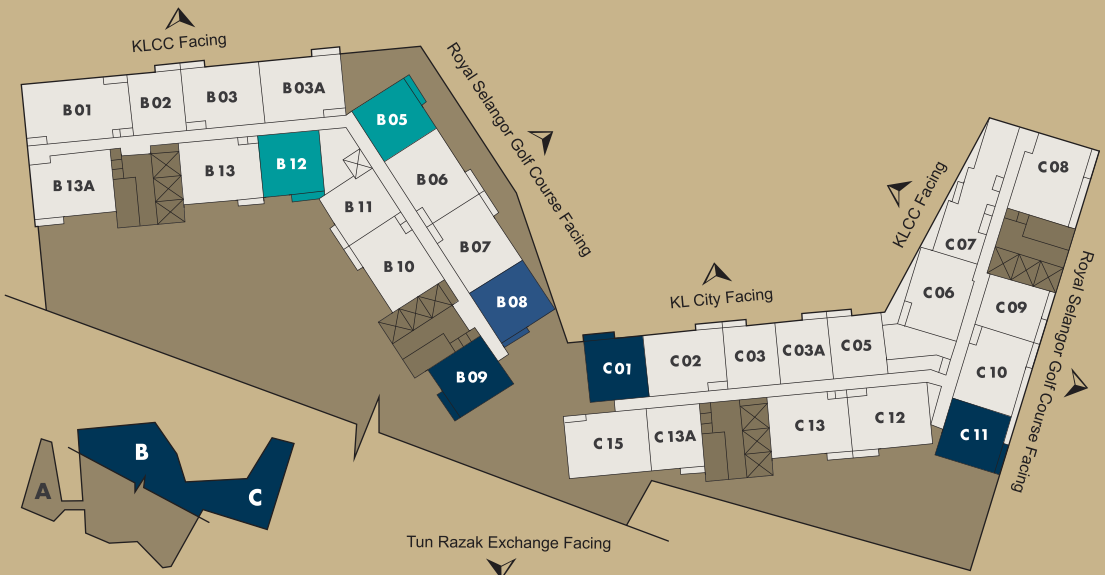 KLCC Facing
B01
B02
B03
B03A
B05
B06
B07
B08
B09
B10
B11
B12
B13
B13A
Royal Selangor Golf Course Facing
KL City Facing
KLCC Facing
C01
C02
C03
C03A
C05
C06
C07
C08
C09
C10
C11
C12
C13
C13A
C15
Royal Selangor Golf Course Facing
A
B
C
Tun Razak Exchange Facing